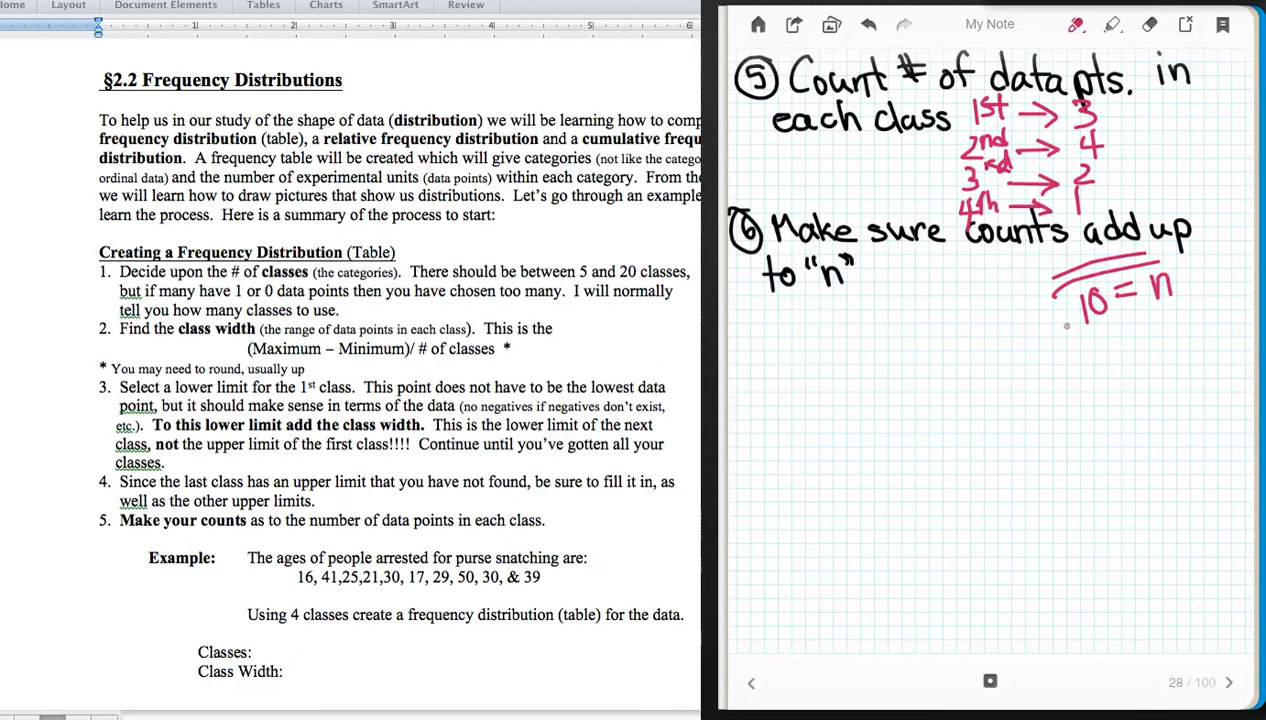 Home Layout Document Elements Tables Charts SmartArt Review
1 2 3 4 5 6
§2.2 Frequency Distributions
To help us in our study of the shape of data (distribution) we will be learning how to comp
frequency distribution (table), a relative frequency distribution and a cumulative frequ
distribution. A frequency table will be created which will give categories (not like the catego
ordinal data) and the number of experimental units (data points) within each category. From the
we will learn how to draw pictures that show us distributions. Let's go through an example
learn the process. Here is a summary of the process to start:
Creating a Frequency Distribution (Table)
1. Decide upon the # of classes (the categories). There should be between 5 and 20 classes,
but if many have 1 or 0 data points then you have chosen too many. I will normally
tell you how many classes to use.
2. Find the class width (the range of data points in each class). This is the
(Maximum – Minimum)/ # of classes *
* You may need to round, usually up
3. Select a lower limit for the 1st class. This point does not have to be the lowest data
point, but it should make sense in terms of the data (no negatives if negatives don't exist,
etc.). To this lower limit add the class width. This is the lower limit of the next
class, not the upper limit of the first class!!!! Continue until you've gotten all your
classes.
4. Since the last class has an upper limit that you have not found, be sure to fill it in, as
well as the other upper limits.
5. Make your counts as to the number of data points in each class.
Example: The ages of people arrested for purse snatching are:
16, 41,25,21,30, 17, 29, 50, 30, & 39
Using 4 classes create a frequency distribution (table) for the data.
Classes:
Class Width:
My Note
⑤ Count # of data pts. in
each class
1st → 3
2nd → 4
3rd → 2
4th → 1
⑥ Make sure counts add up
to "n"
10 = n
28 / 100